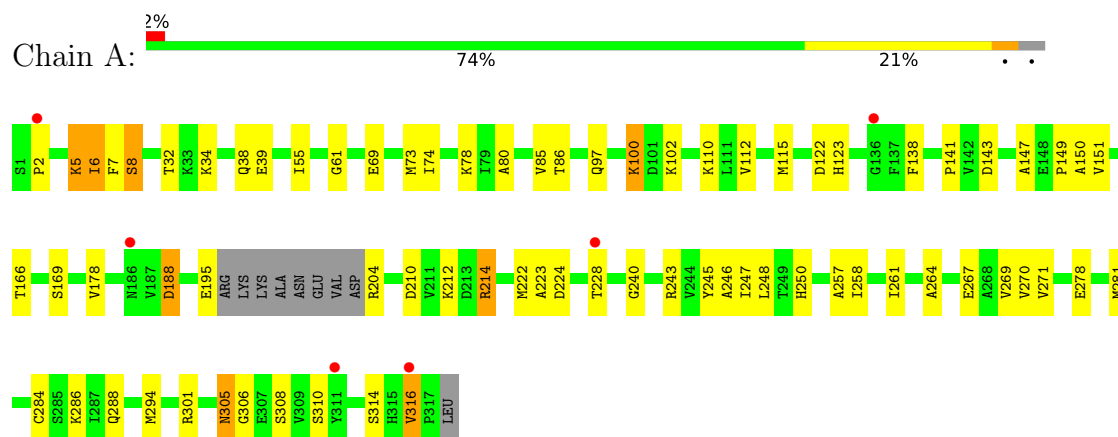 2%
Chain A:
74% 21% • •
S1 P2 K5 I6 F7 S8 T32 K33 K34 Q38 E39 I55 G61 E69 M73 I74 K78 I79 A80 V85 T86 Q97 K100 D101 K102 K110 L111 V112 M115 D122 H123 G136 F137 F138 P141 V142 D143 A147 E148 P149 A150 V151
T166 S169 V178 N186 V187 D188 E195 ARG LYS LYS ALA ASN GLU VAL ASP R204 D210 V211 K212 D213 R214 M222 A223 D224 T228 G240 R243 V244 Y245 A246 I247 L248 T249 H250 A257 I258 I261 A264 E267 A268 V269 V270 V271 E278 M281
C284 S285 K286 I287 Q288 M294 R301 N305 G306 E307 S308 V309 S310 Y311 S314 H315 V316 P317 LEU